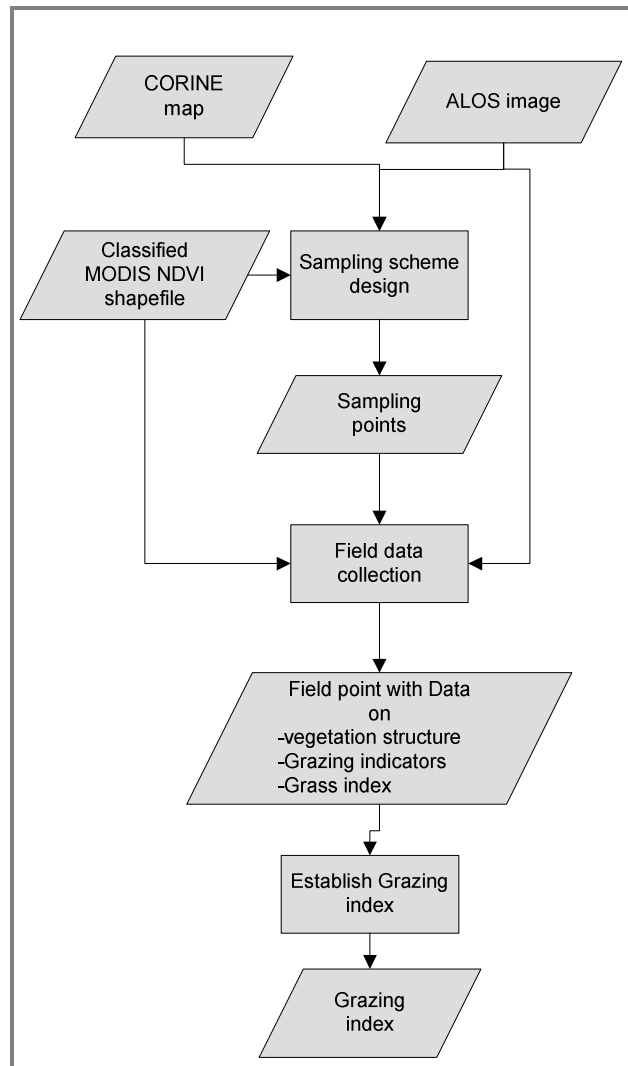 CORINE
map
ALOS image
Classified
MODIS NDVI
shapefile
Sampling scheme
design
Sampling
points
Field data
collection
Field point with Data
on
-vegetation structure
-Grazing indicators
-Grass index
Establish Grazing
index
Grazing
index